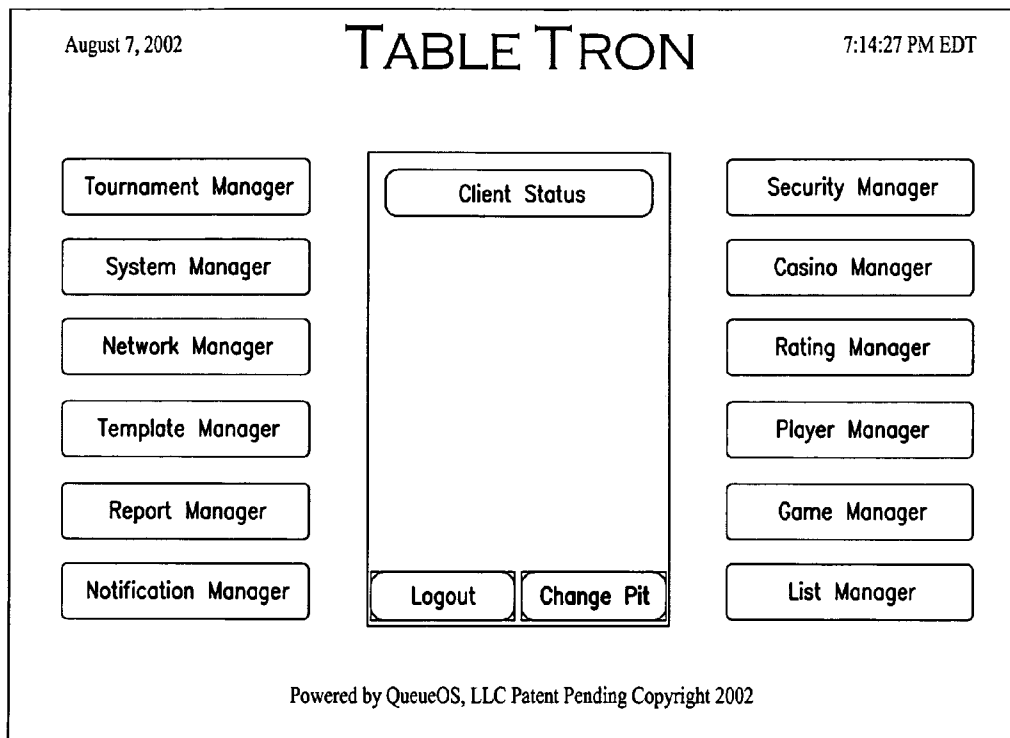 August 7, 2002
TABLE TRON
7:14:27 PM EDT
Tournament Manager
System Manager
Network Manager
Template Manager
Report Manager
Notification Manager
Client Status
Logout
Change Pit
Security Manager
Casino Manager
Rating Manager
Player Manager
Game Manager
List Manager
Powered by QueueOS, LLC Patent Pending Copyright 2002